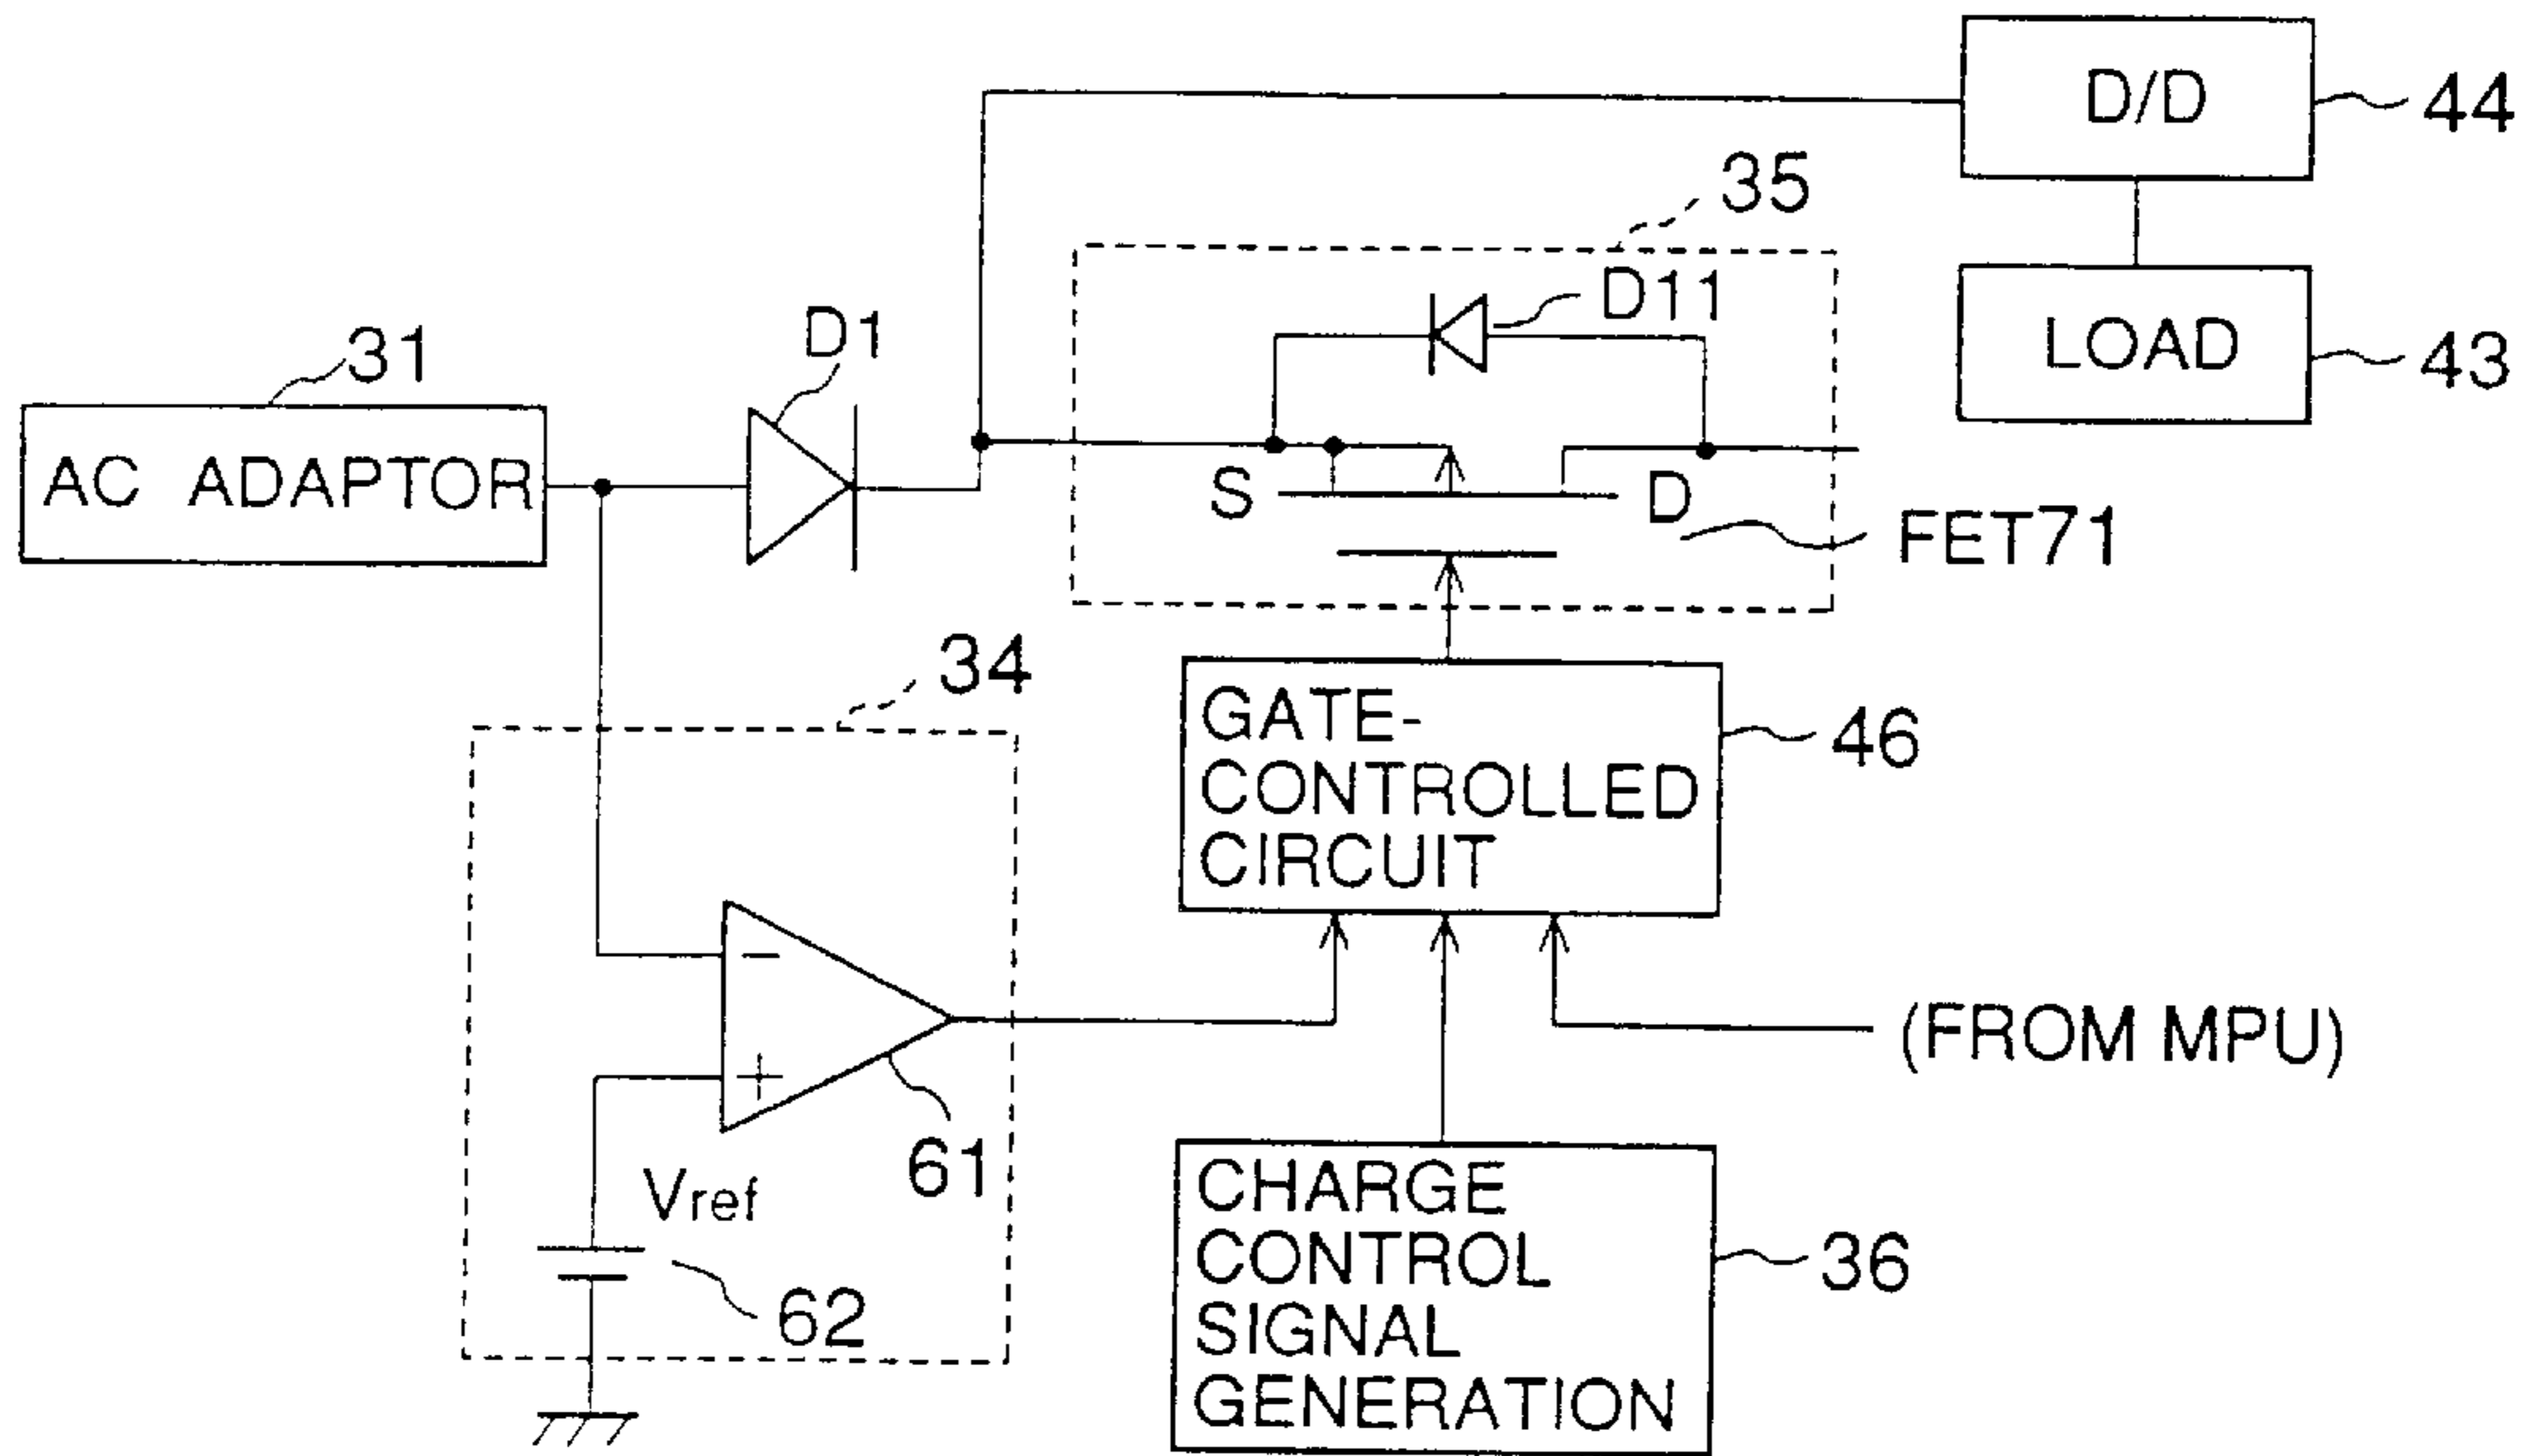 D/D
44
35
D11
D1
31
LOAD
43
AC ADAPTOR
S
D
FET71
34
GATE-
CONTROLLED
CIRCUIT
46
−
+
(FROM MPU)
61
Vref
62
CHARGE
CONTROL
SIGNAL
GENERATION
36